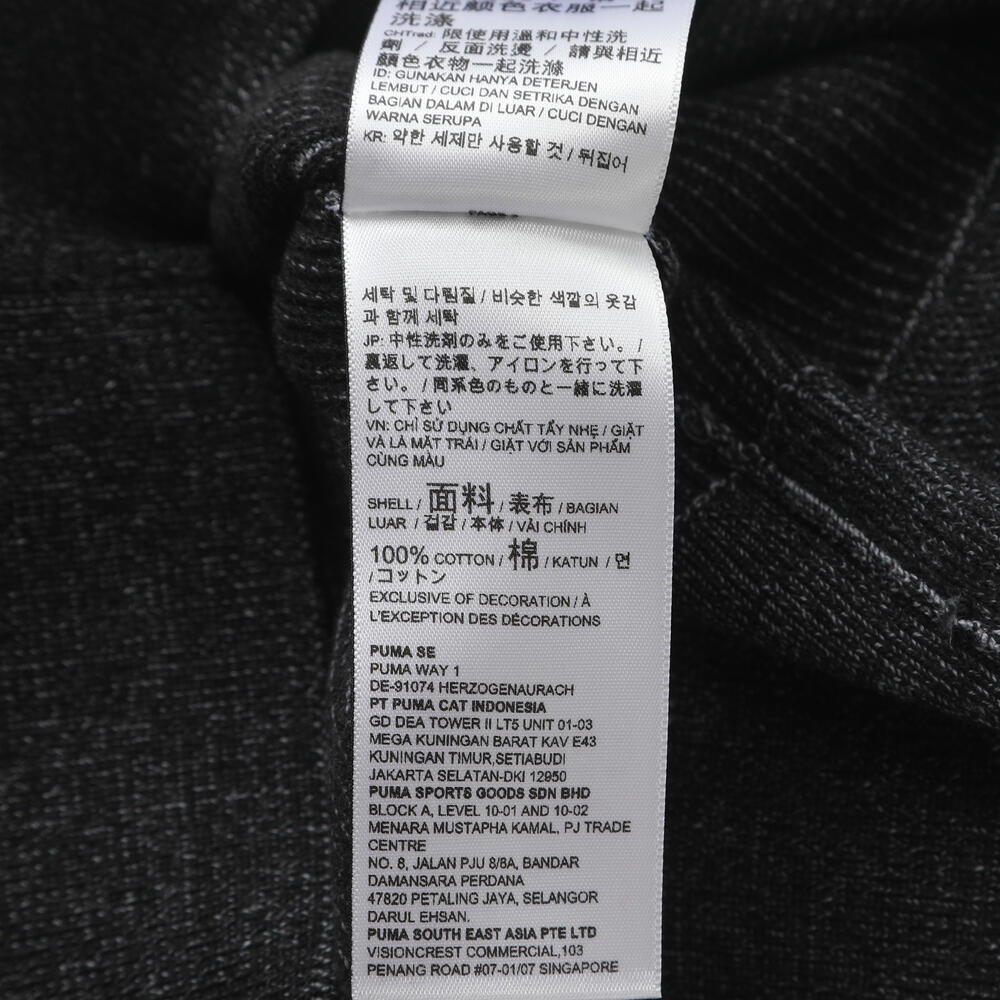 相近颜色衣服一起
洗涤
CHTrad: 限使用溫和中性洗
劑 / 反面洗燙 / 請與相近
顏色衣物一起洗滌
ID: GUNAKAN HANYA DETERJEN
LEMBUT / CUCI DAN SETRIKA DENGAN
BAGIAN DALAM DI LUAR / CUCI DENGAN
WARNA SERUPA
KR: 약한 세제만 사용할 것 / 뒤집어
세탁 및 다림질 / 비슷한 색깔의 옷감
과 함께 세탁
JP: 中性洗剤のみをご使用下さい。 /
裏返して洗濯、アイロンを行って下
さい。 / 同系色のものと一緒に洗濯
して下さい
VN: CHỈ SỬ DỤNG CHẤT TẨY NHẸ / GIẶT
VÀ LÀ MẶT TRÁI / GIẶT VỚI SẢN PHẨM
CÙNG MÀU
SHELL / 面料 / 表布 / BAGIAN
LUAR / 겉감 / 本体 / VẢI CHÍNH
100% COTTON / 棉 / KATUN / 면
/ コットン
EXCLUSIVE OF DECORATION / À
L'EXCEPTION DES DÉCORATIONS
PUMA SE
PUMA WAY 1
DE-91074 HERZOGENAURACH
PT PUMA CAT INDONESIA
GD DEA TOWER II LT5 UNIT 01-03
MEGA KUNINGAN BARAT KAV E43
KUNINGAN TIMUR,SETIABUDI
JAKARTA SELATAN-DKI 12950
PUMA SPORTS GOODS SDN BHD
BLOCK A, LEVEL 10-01 AND 10-02
MENARA MUSTAPHA KAMAL, PJ TRADE
CENTRE
NO. 8, JALAN PJU 8/8A, BANDAR
DAMANSARA PERDANA
47820 PETALING JAYA, SELANGOR
DARUL EHSAN.
PUMA SOUTH EAST ASIA PTE LTD
VISIONCREST COMMERCIAL,103
PENANG ROAD #07-01/07 SINGAPORE